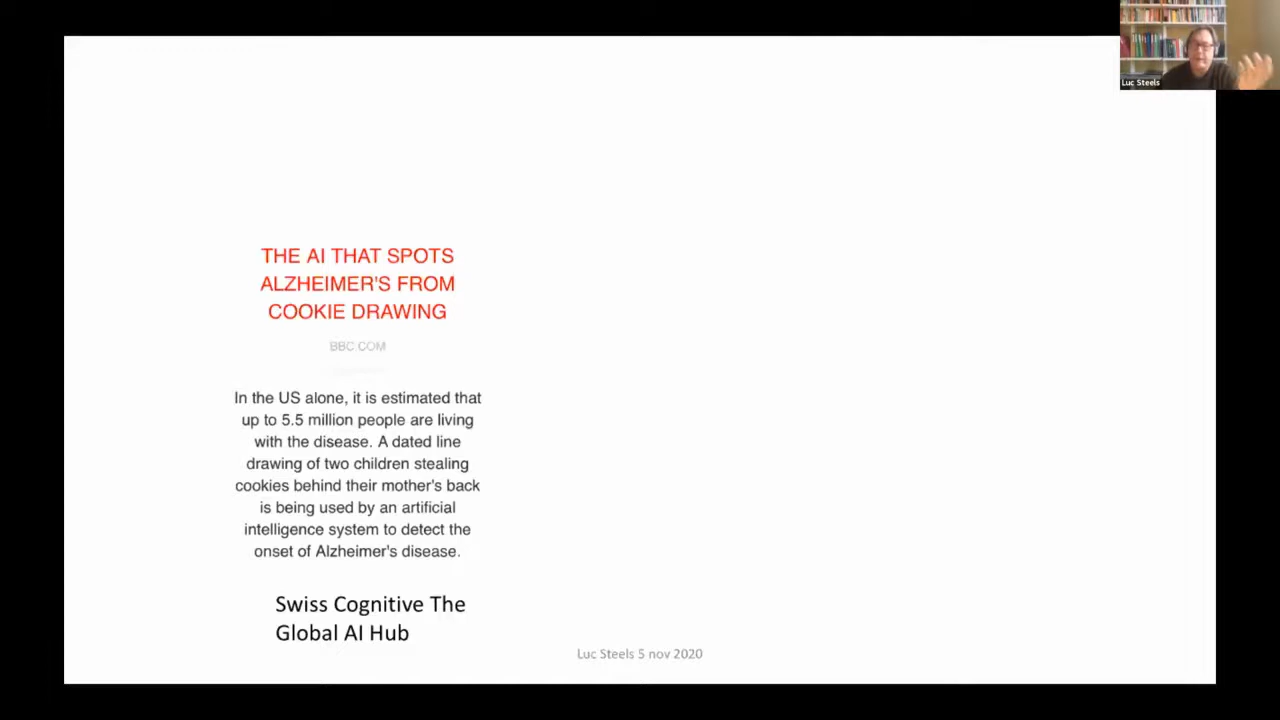 Luc Steels
THE AI THAT SPOTS
ALZHEIMER'S FROM
COOKIE DRAWING
BBC.COM
In the US alone, it is estimated that
up to 5.5 million people are living
with the disease. A dated line
drawing of two children stealing
cookies behind their mother's back
is being used by an artificial
intelligence system to detect the
onset of Alzheimer's disease.
Swiss Cognitive The
Global AI Hub
Luc Steels 5 nov 2020